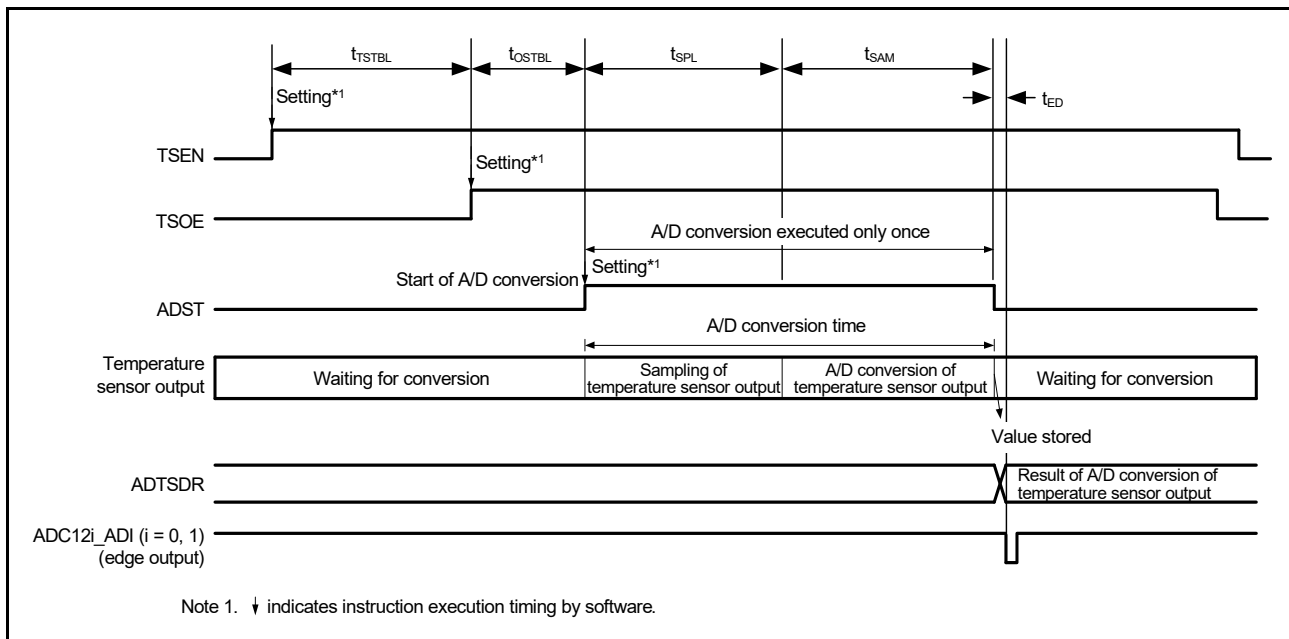 tTSTBL
tOSTBL
tSPL
tSAM
tED
Setting*1
TSEN
Setting*1
TSOE
A/D conversion executed only once
Start of A/D conversion
Setting*1
ADST
A/D conversion time
Temperature
sensor output
Waiting for conversion
Sampling of
temperature sensor output
A/D conversion of
temperature sensor output
Waiting for conversion
Value stored
ADTSDR
Result of A/D conversion of
temperature sensor output
ADC12i_ADI (i = 0, 1)
(edge output)
Note 1. ↓ indicates instruction execution timing by software.